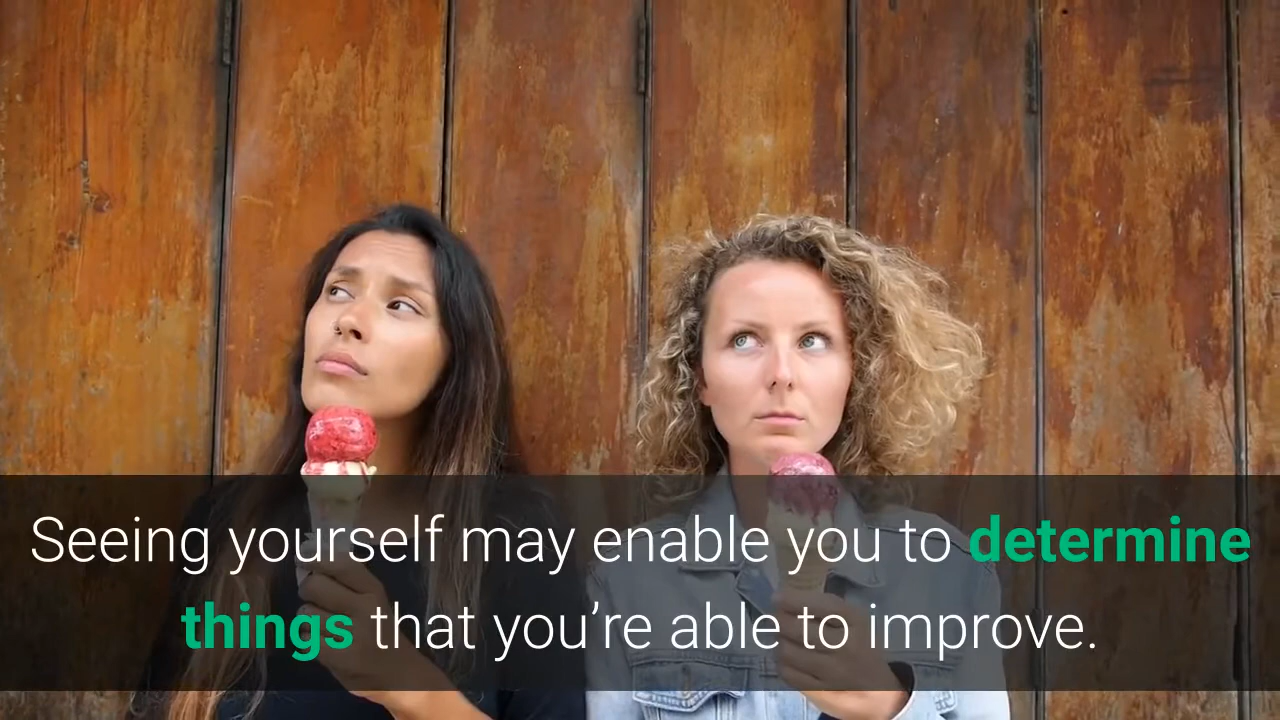 Seeing yourself may enable you to determine
things that you’re able to improve.